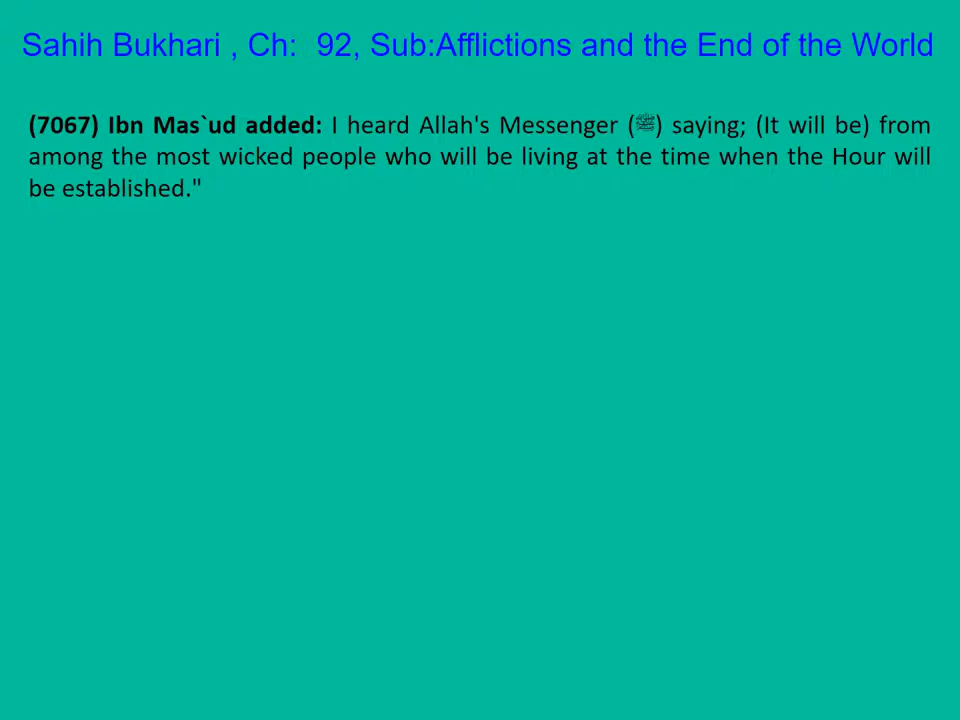 Sahih Bukhari , Ch:  92, Sub:Afflictions and the End of the World
(7067) Ibn Mas`ud added: I heard Allah's Messenger (ﷺ) saying; (It will be) from
among the most wicked people who will be living at the time when the Hour will
be established."